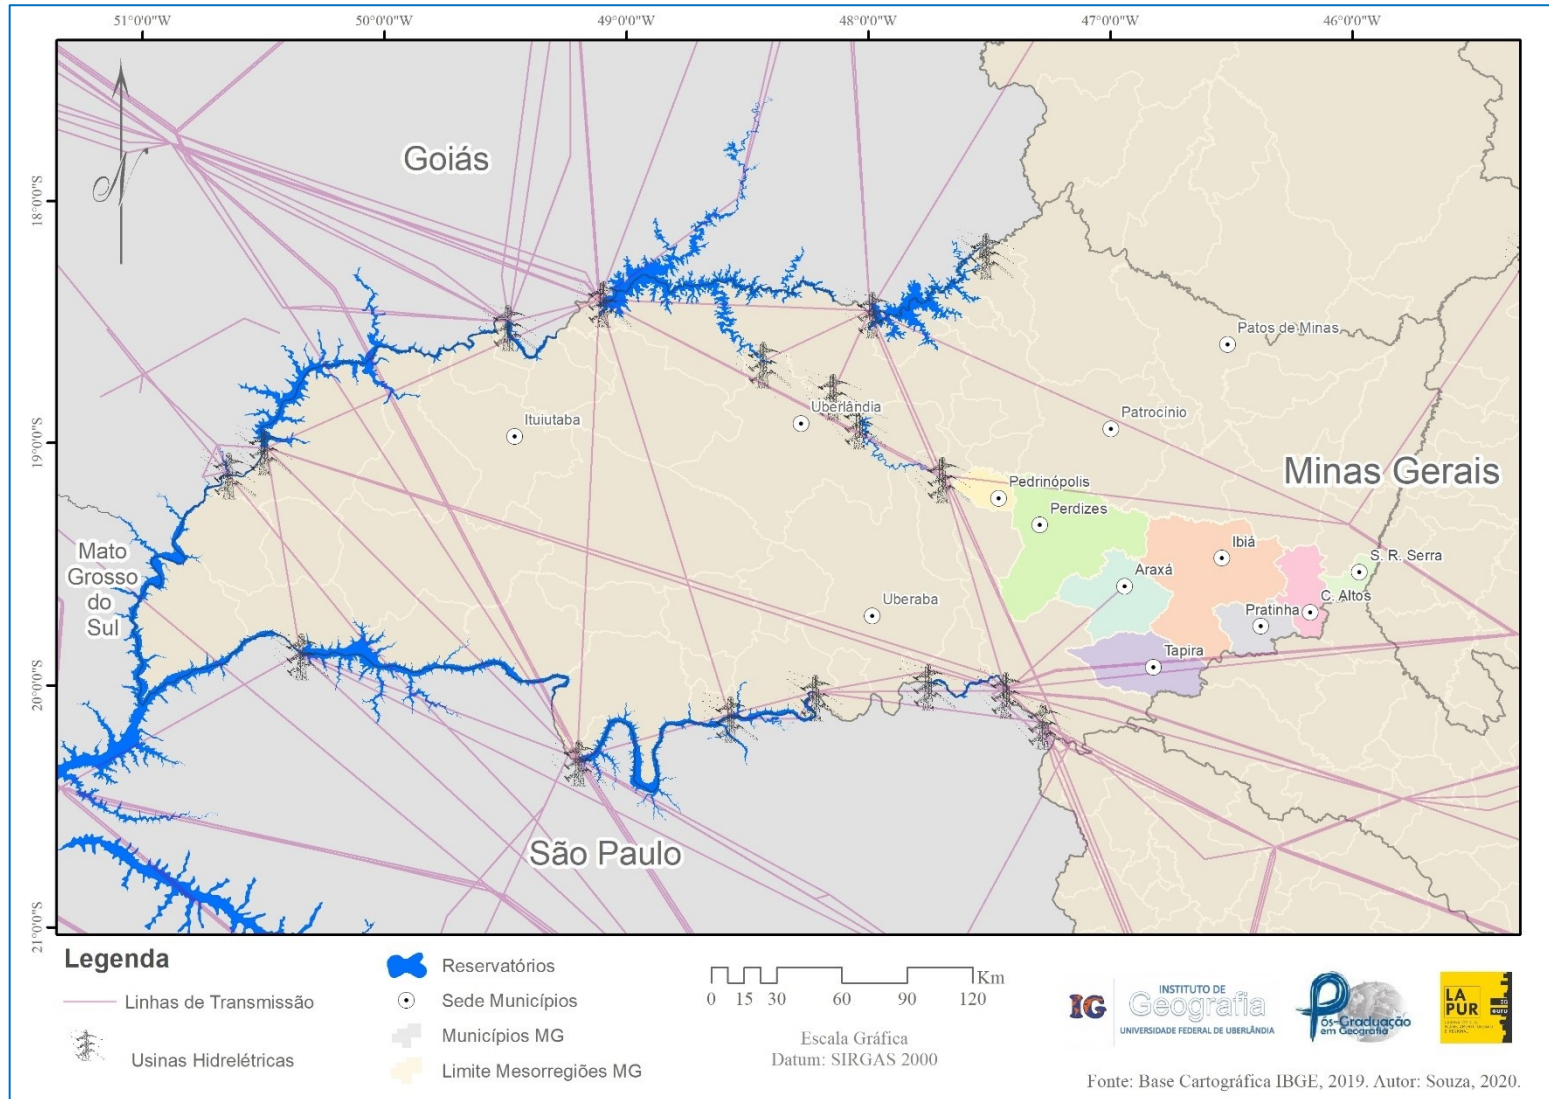 51°0'0"W
50°0'0"W
49°0'0"W
48°0'0"W
47°0'0"W
46°0'0"W
18°0'0"S
19°0'0"S
20°0'0"S
21°0'0"S
N
Goiás
Patos de Minas
Patrocínio
Uberlândia
Ituiutaba
Minas Gerais
Pedrinópolis
Perdizes
Ibiá
S. R. Serra
Araxá
C. Altos
Pratinha
Uberaba
Tapira
Mato
Grosso
do
Sul
São Paulo
Legenda
Linhas de Transmissão
Usinas Hidrelétricas
Reservatórios
Sede Municípios
Municípios MG
Limite Mesorregiões MG
Km
0 15 30 60 90 120
Escala Gráfica
Datum: SIRGAS 2000
IG
INSTITUTO DE
Geografia
UNIVERSIDADE FEDERAL DE UBERLÂNDIA
Pós-Graduação
em Geografia
LA
PUR
Fonte: Base Cartográfica IBGE, 2019. Autor: Souza, 2020.